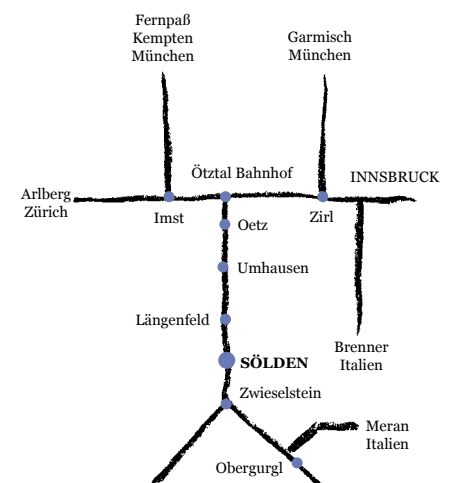 Fernpaß
Kempten
München
Garmisch
München
Ötztal Bahnhof
INNSBRUCK
Arlberg
Zürich
Imst
Zirl
Oetz
Umhausen
Längenfeld
Brenner
Italien
SÖLDEN
Zwieselstein
Meran
Italien
Obergurgl